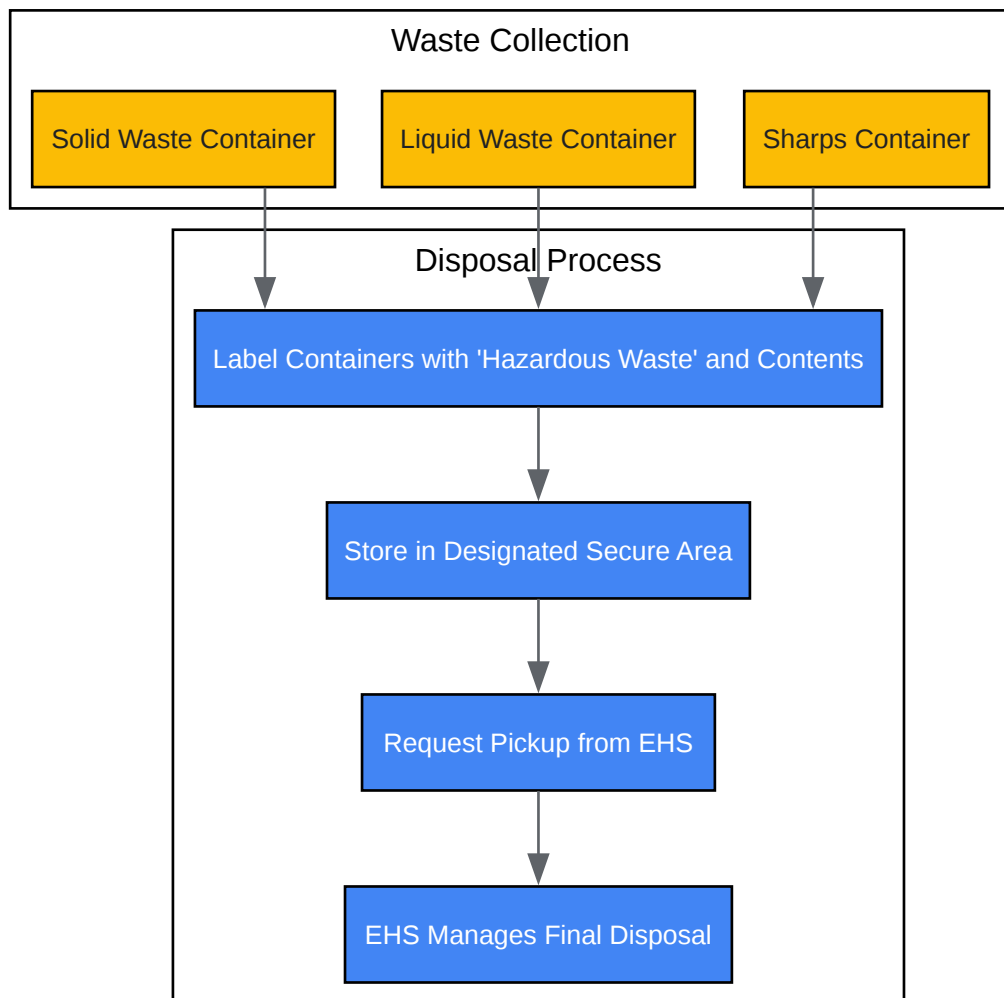 Waste Collection
Solid Waste Container
Liquid Waste Container
Sharps Container
Disposal Process
Label Containers with 'Hazardous Waste' and Contents
Store in Designated Secure Area
Request Pickup from EHS
EHS Manages Final Disposal